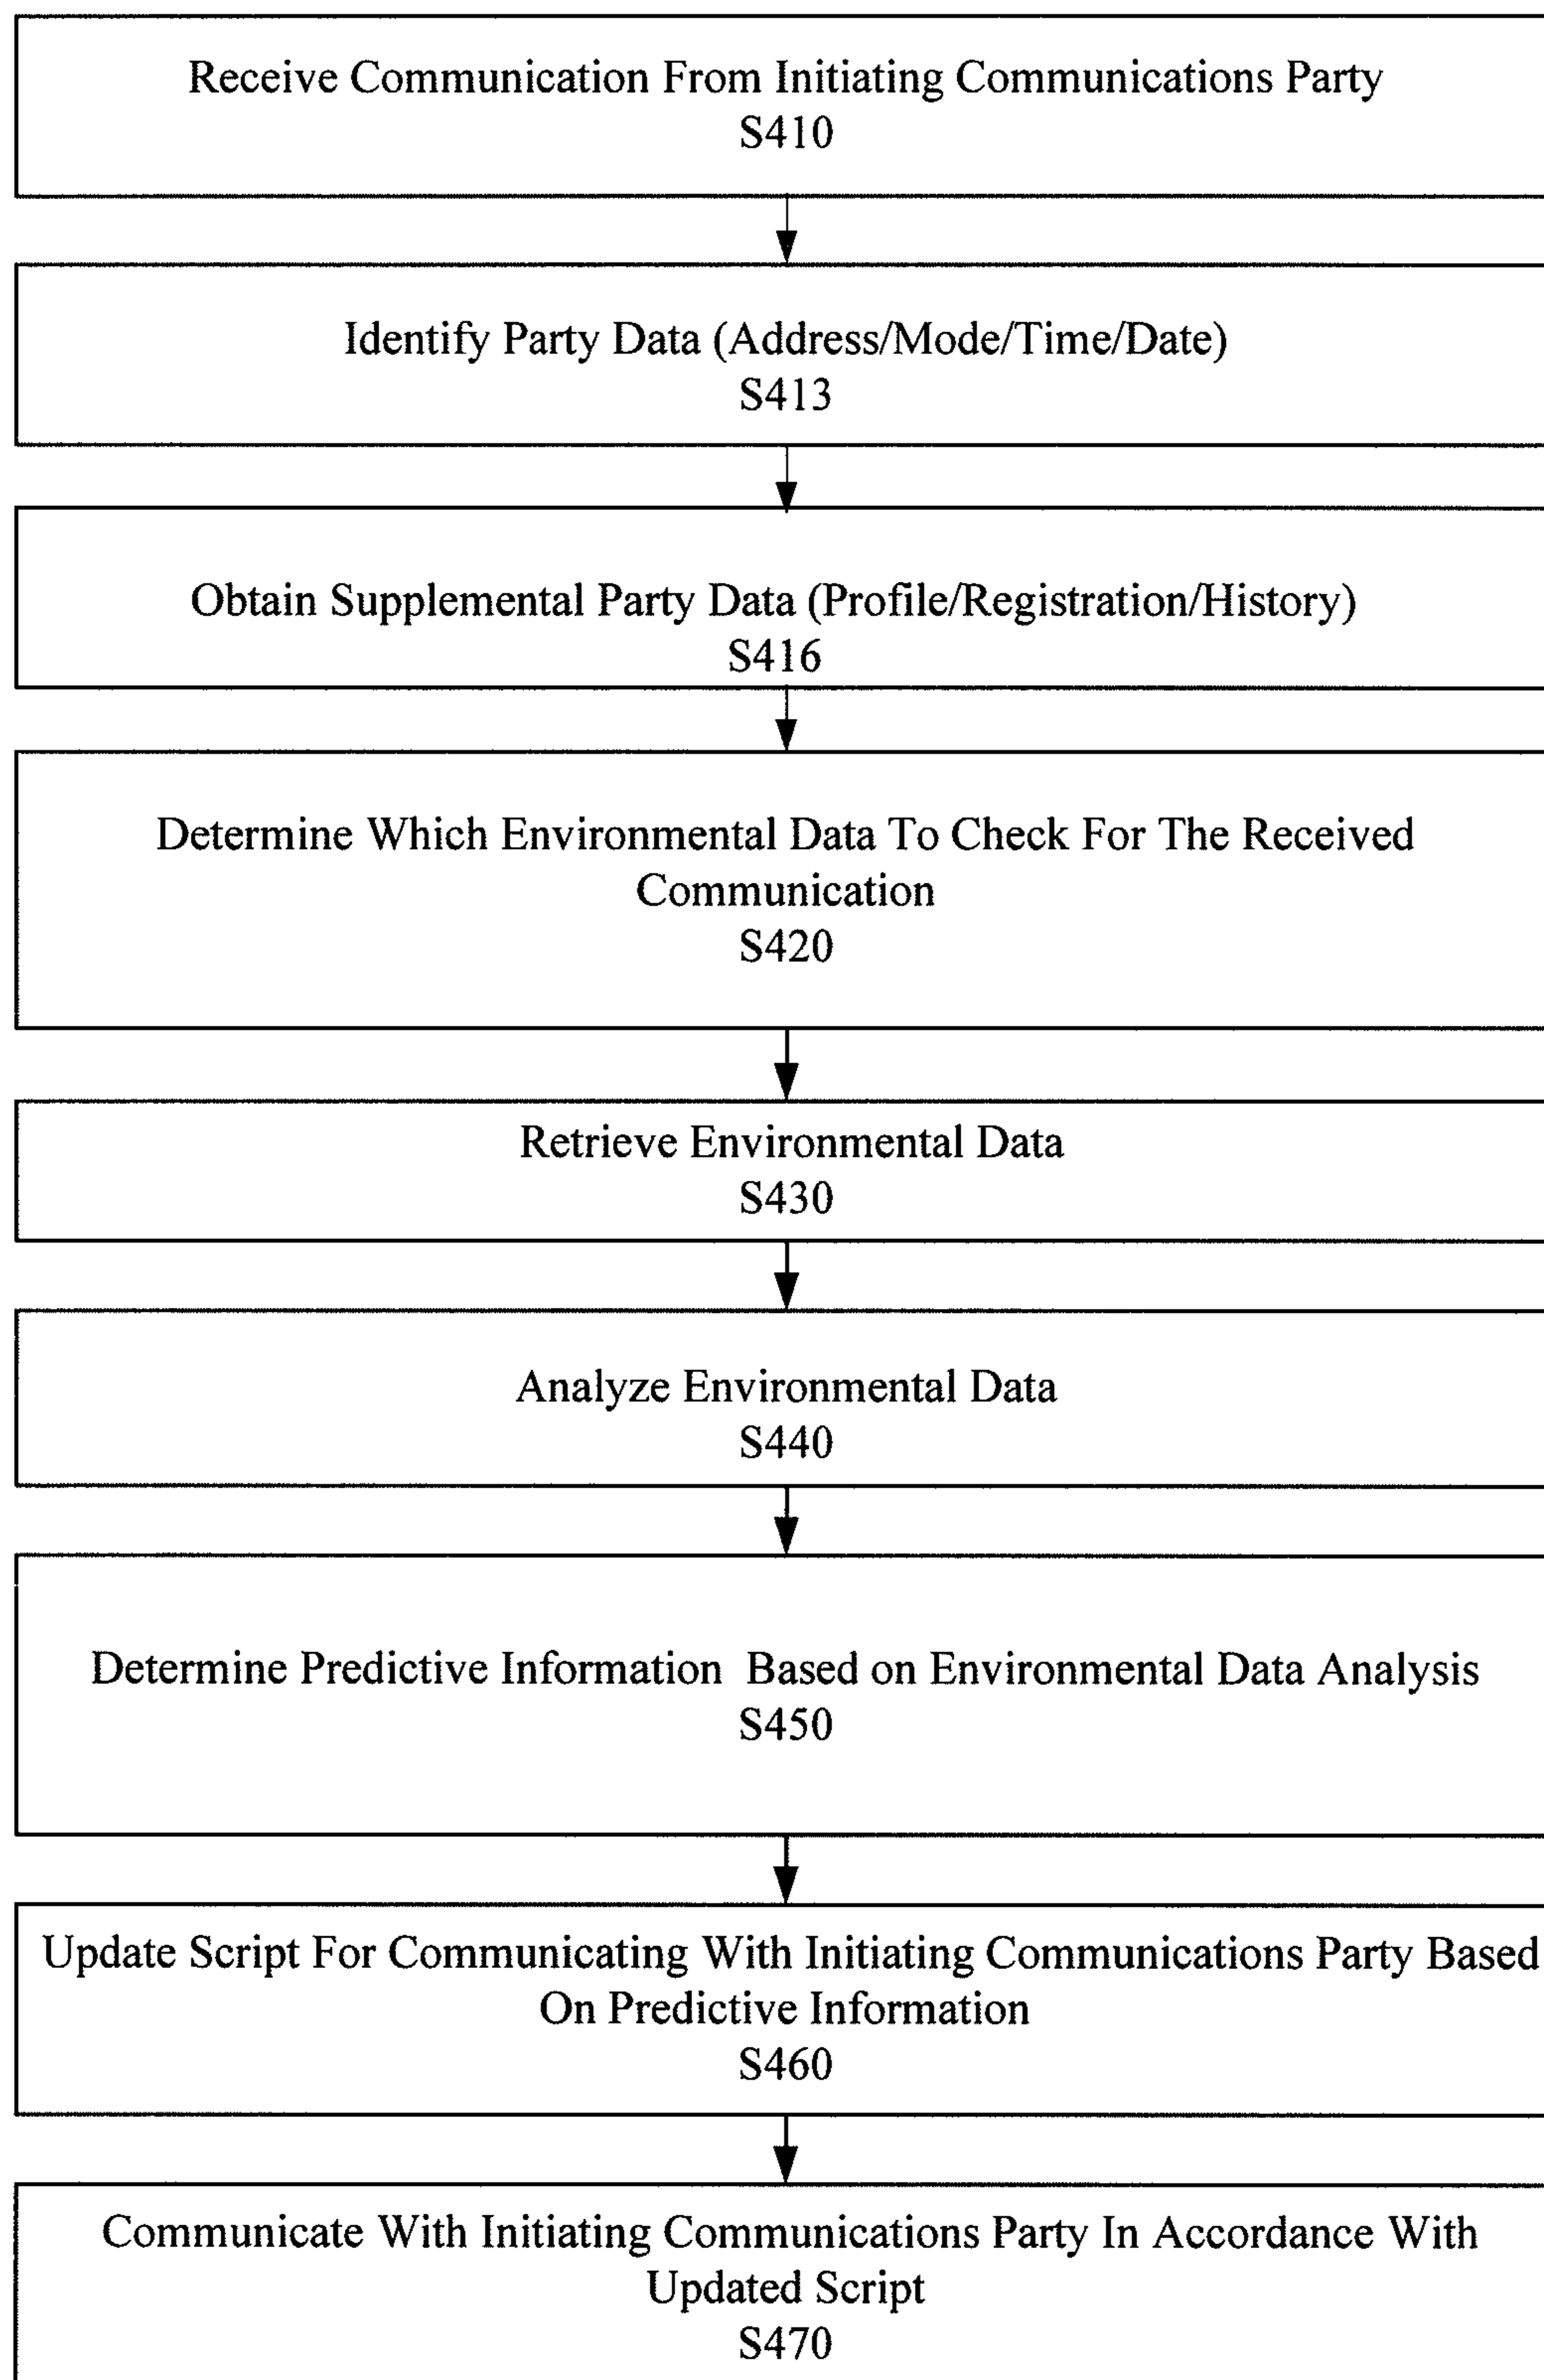 Receive Communication From Initiating Communications Party
S410
Identify Party Data (Address/Mode/Time/Date)
S413
Obtain Supplemental Party Data (Profile/Registration/History)
S416
Determine Which Environmental Data To Check For The Received
Communication
S420
Retrieve Environmental Data
S430
Analyze Environmental Data
S440
Determine Predictive Information Based on Environmental Data Analysis
S450
Update Script For Communicating With Initiating Communications Party Based
On Predictive Information
S460
Communicate With Initiating Communications Party In Accordance With
Updated Script
S470